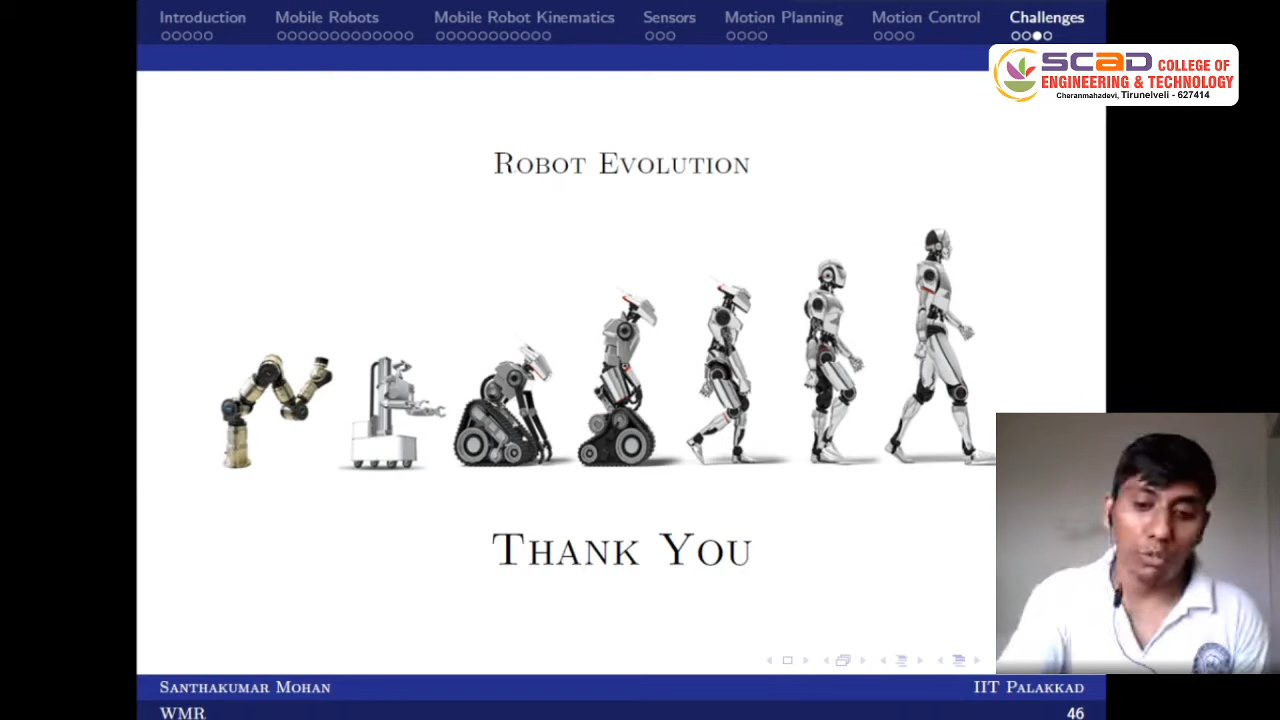 Introduction Mobile Robots Mobile Robot Kinematics Sensors Motion Planning Motion Control Challenges
SCAD COLLEGE OF
ENGINEERING & TECHNOLOGY
Cheranmahadevi, Tirunelveli - 627414
ROBOT EVOLUTION
THANK YOU
SANTHAKUMAR MOHAN IIT PALAKKAD
WMR 46